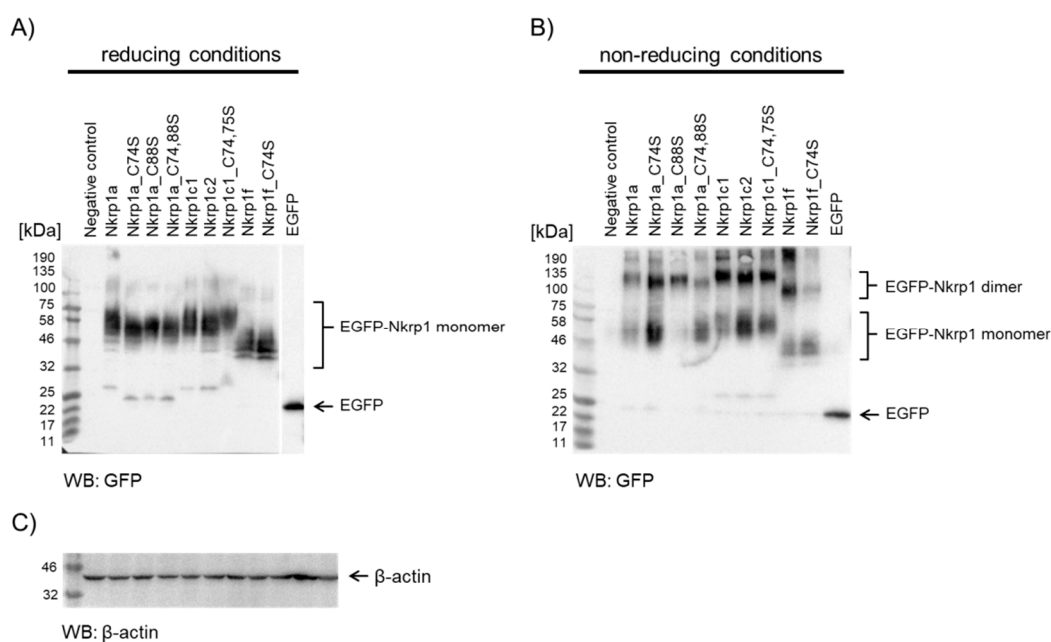 A)
reducing conditions
Negative control
Nkrp1a
Nkrp1a_C74S
Nkrp1a_C88S
Nkrp1a_C74,88S
Nkrp1c1
Nkrp1c2
Nkrp1c1_C74,75S
Nkrp1f
Nkrp1f_C74S
EGFP
[kDa]
190
135
100
75
58
46
32
25
22
17
11
EGFP-Nkrp1 monomer
EGFP
WB: GFP
B)
non-reducing conditions
Negative control
Nkrp1a
Nkrp1a_C74S
Nkrp1a_C88S
Nkrp1a_C74,88S
Nkrp1c1
Nkrp1c2
Nkrp1c1_C74,75S
Nkrp1f
Nkrp1f_C74S
EGFP
[kDa]
190
135
100
75
58
46
32
25
22
17
11
EGFP-Nkrp1 dimer
EGFP-Nkrp1 monomer
EGFP
WB: GFP
C)
46
32
β-actin
WB: β-actin